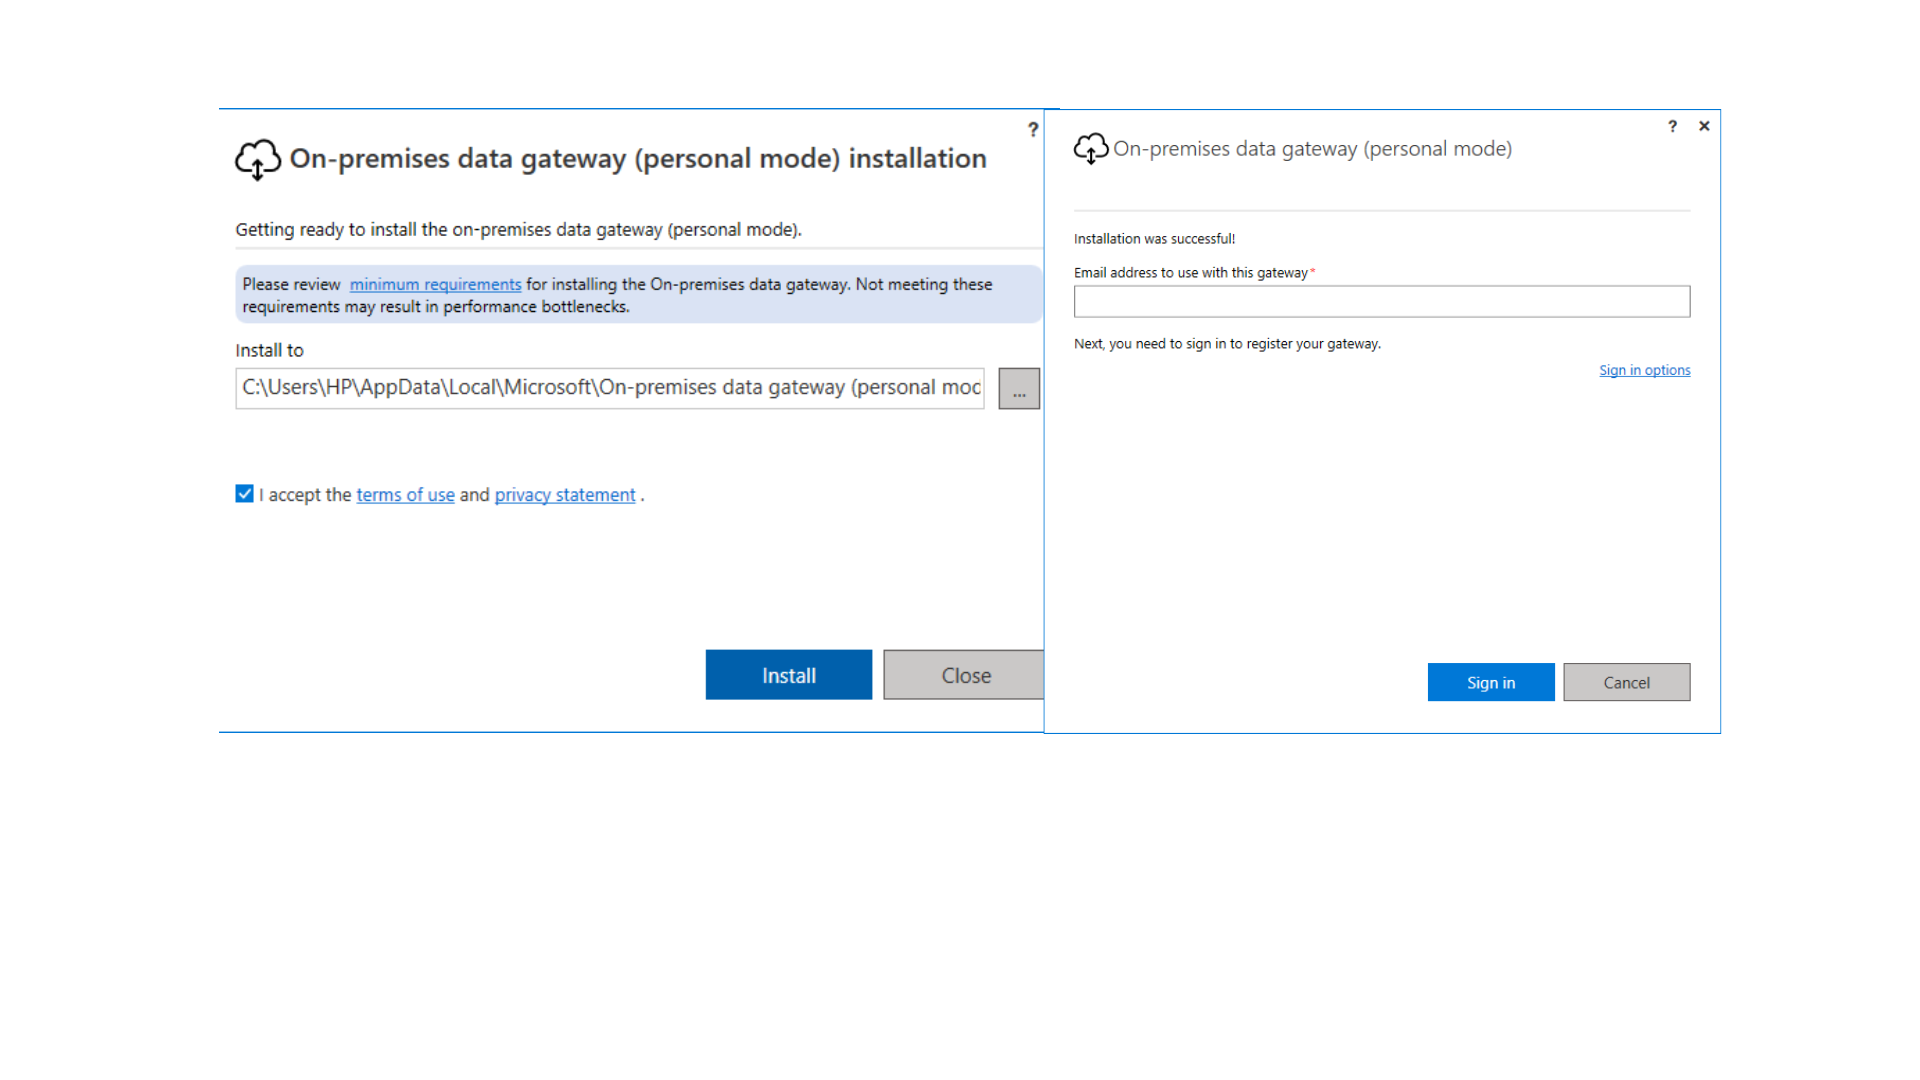 ?
On-premises data gateway (personal mode) installation
Getting ready to install the on-premises data gateway (personal mode).
Please review minimum requirements for installing the On-premises data gateway. Not meeting these
requirements may result in performance bottlenecks.
Install to
C:\Users\HP\AppData\Local\Microsoft\On-premises data gateway (personal moc
...
I accept the terms of use and privacy statement .
Install
Close
?
On-premises data gateway (personal mode)
Installation was successful!
Email address to use with this gateway*
Next, you need to sign in to register your gateway.
Sign in options
Sign in
Cancel